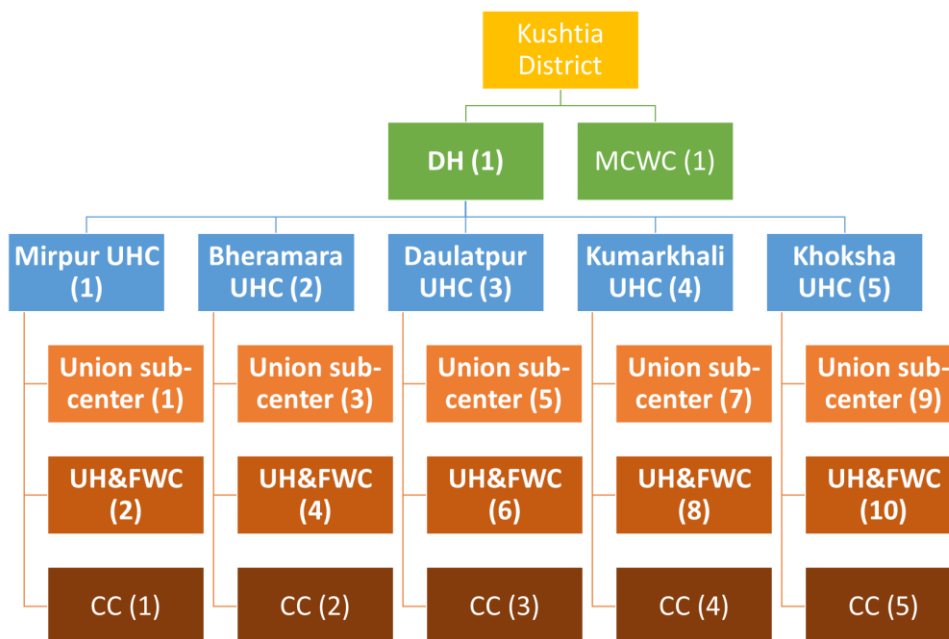 Kushtia
District
DH (1)
MCWC (1)
Mirpur UHC
(1)
Bheramara
UHC (2)
Daulatpur
UHC (3)
Kumarkhali
UHC (4)
Khoksha
UHC (5)
Union sub-
center (1)
Union sub-
center (3)
Union sub-
center (5)
Union sub-
center (7)
Union sub-
center (9)
UH&FWC
(2)
UH&FWC
(4)
UH&FWC
(6)
UH&FWC
(8)
UH&FWC
(10)
CC (1)
CC (2)
CC (3)
CC (4)
CC (5)